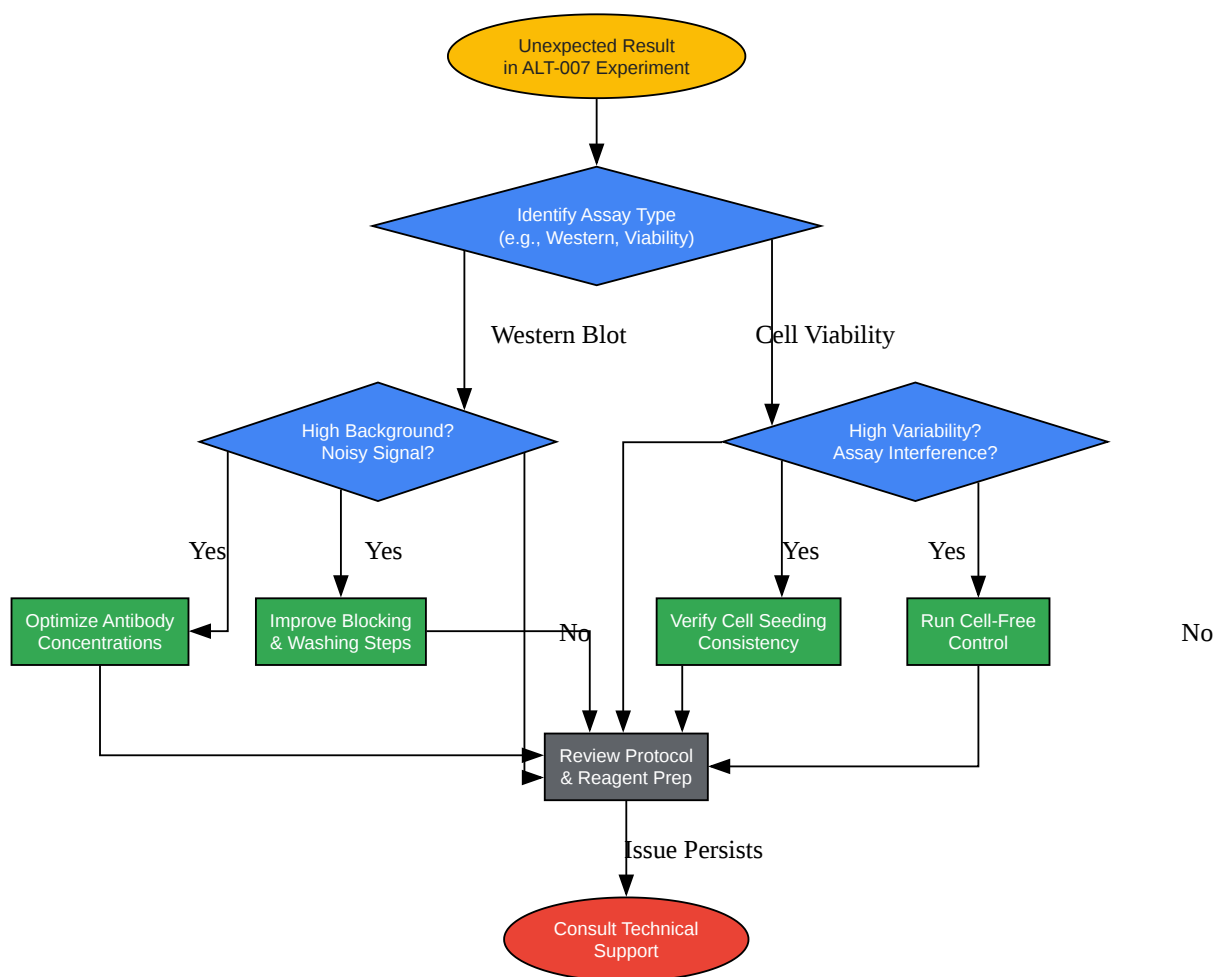 Unexpected Result
in ALT-007 Experiment
Identify Assay Type
(e.g., Western, Viability)
Western Blot
Cell Viability
High Background?
Noisy Signal?
High Variability?
Assay Interference?
Yes
Yes
Yes
Yes
Optimize Antibody
Concentrations
Improve Blocking
& Washing Steps
No
Verify Cell Seeding
Consistency
Run Cell-Free
Control
No
Review Protocol
& Reagent Prep
Issue Persists
Consult Technical
Support